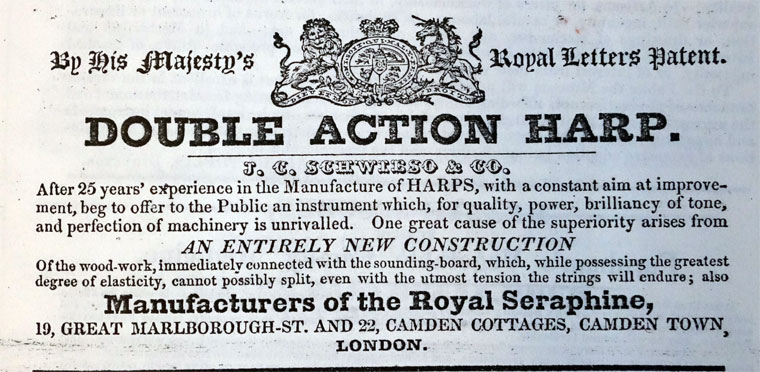 By His Majesty's Royal Letters Patent.
DOUBLE ACTION HARP.
J. C. SCHWIESO & CO.
After 25 years' experience in the Manufacture of HARPS, with a constant aim at improve-
ment, beg to offer to the Public an instrument which, for quality, power, brilliancy of tone,
and perfection of machinery is unrivalled. One great cause of the superiority arises from
AN ENTIRELY NEW CONSTRUCTION
Of the wood-work, immediately connected with the sounding-board, which, while possessing the greatest
degree of elasticity, cannot possibly split, even with the utmost tension the strings will endure; also
Manufacturers of the Royal Seraphine,
19, GREAT MARLBOROUGH-ST. AND 22, CAMDEN COTTAGES, CAMDEN TOWN,
LONDON.